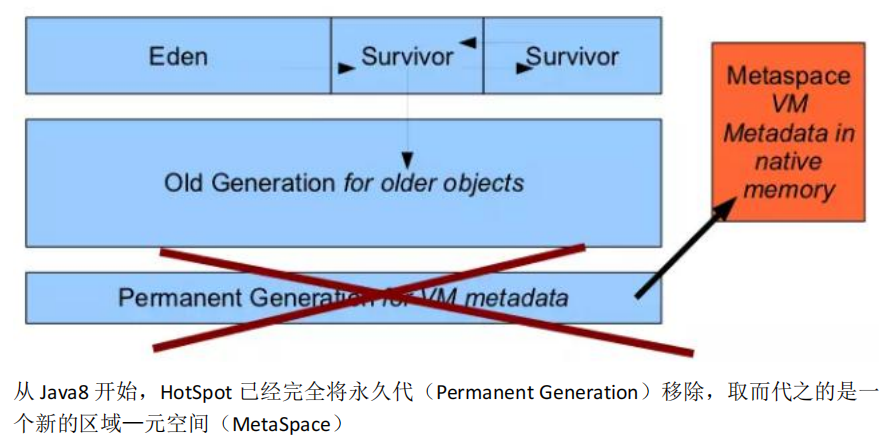 Eden
Survivor
Survivor
Metaspace
VM
Metadata in
native
memory
Old Generation for older objects
Permanent Generation for VM metadata
从 Java8 开始，HotSpot 已经完全将永久代（Permanent Generation）移除，取而代之的是一
个新的区域—元空间（MetaSpace）